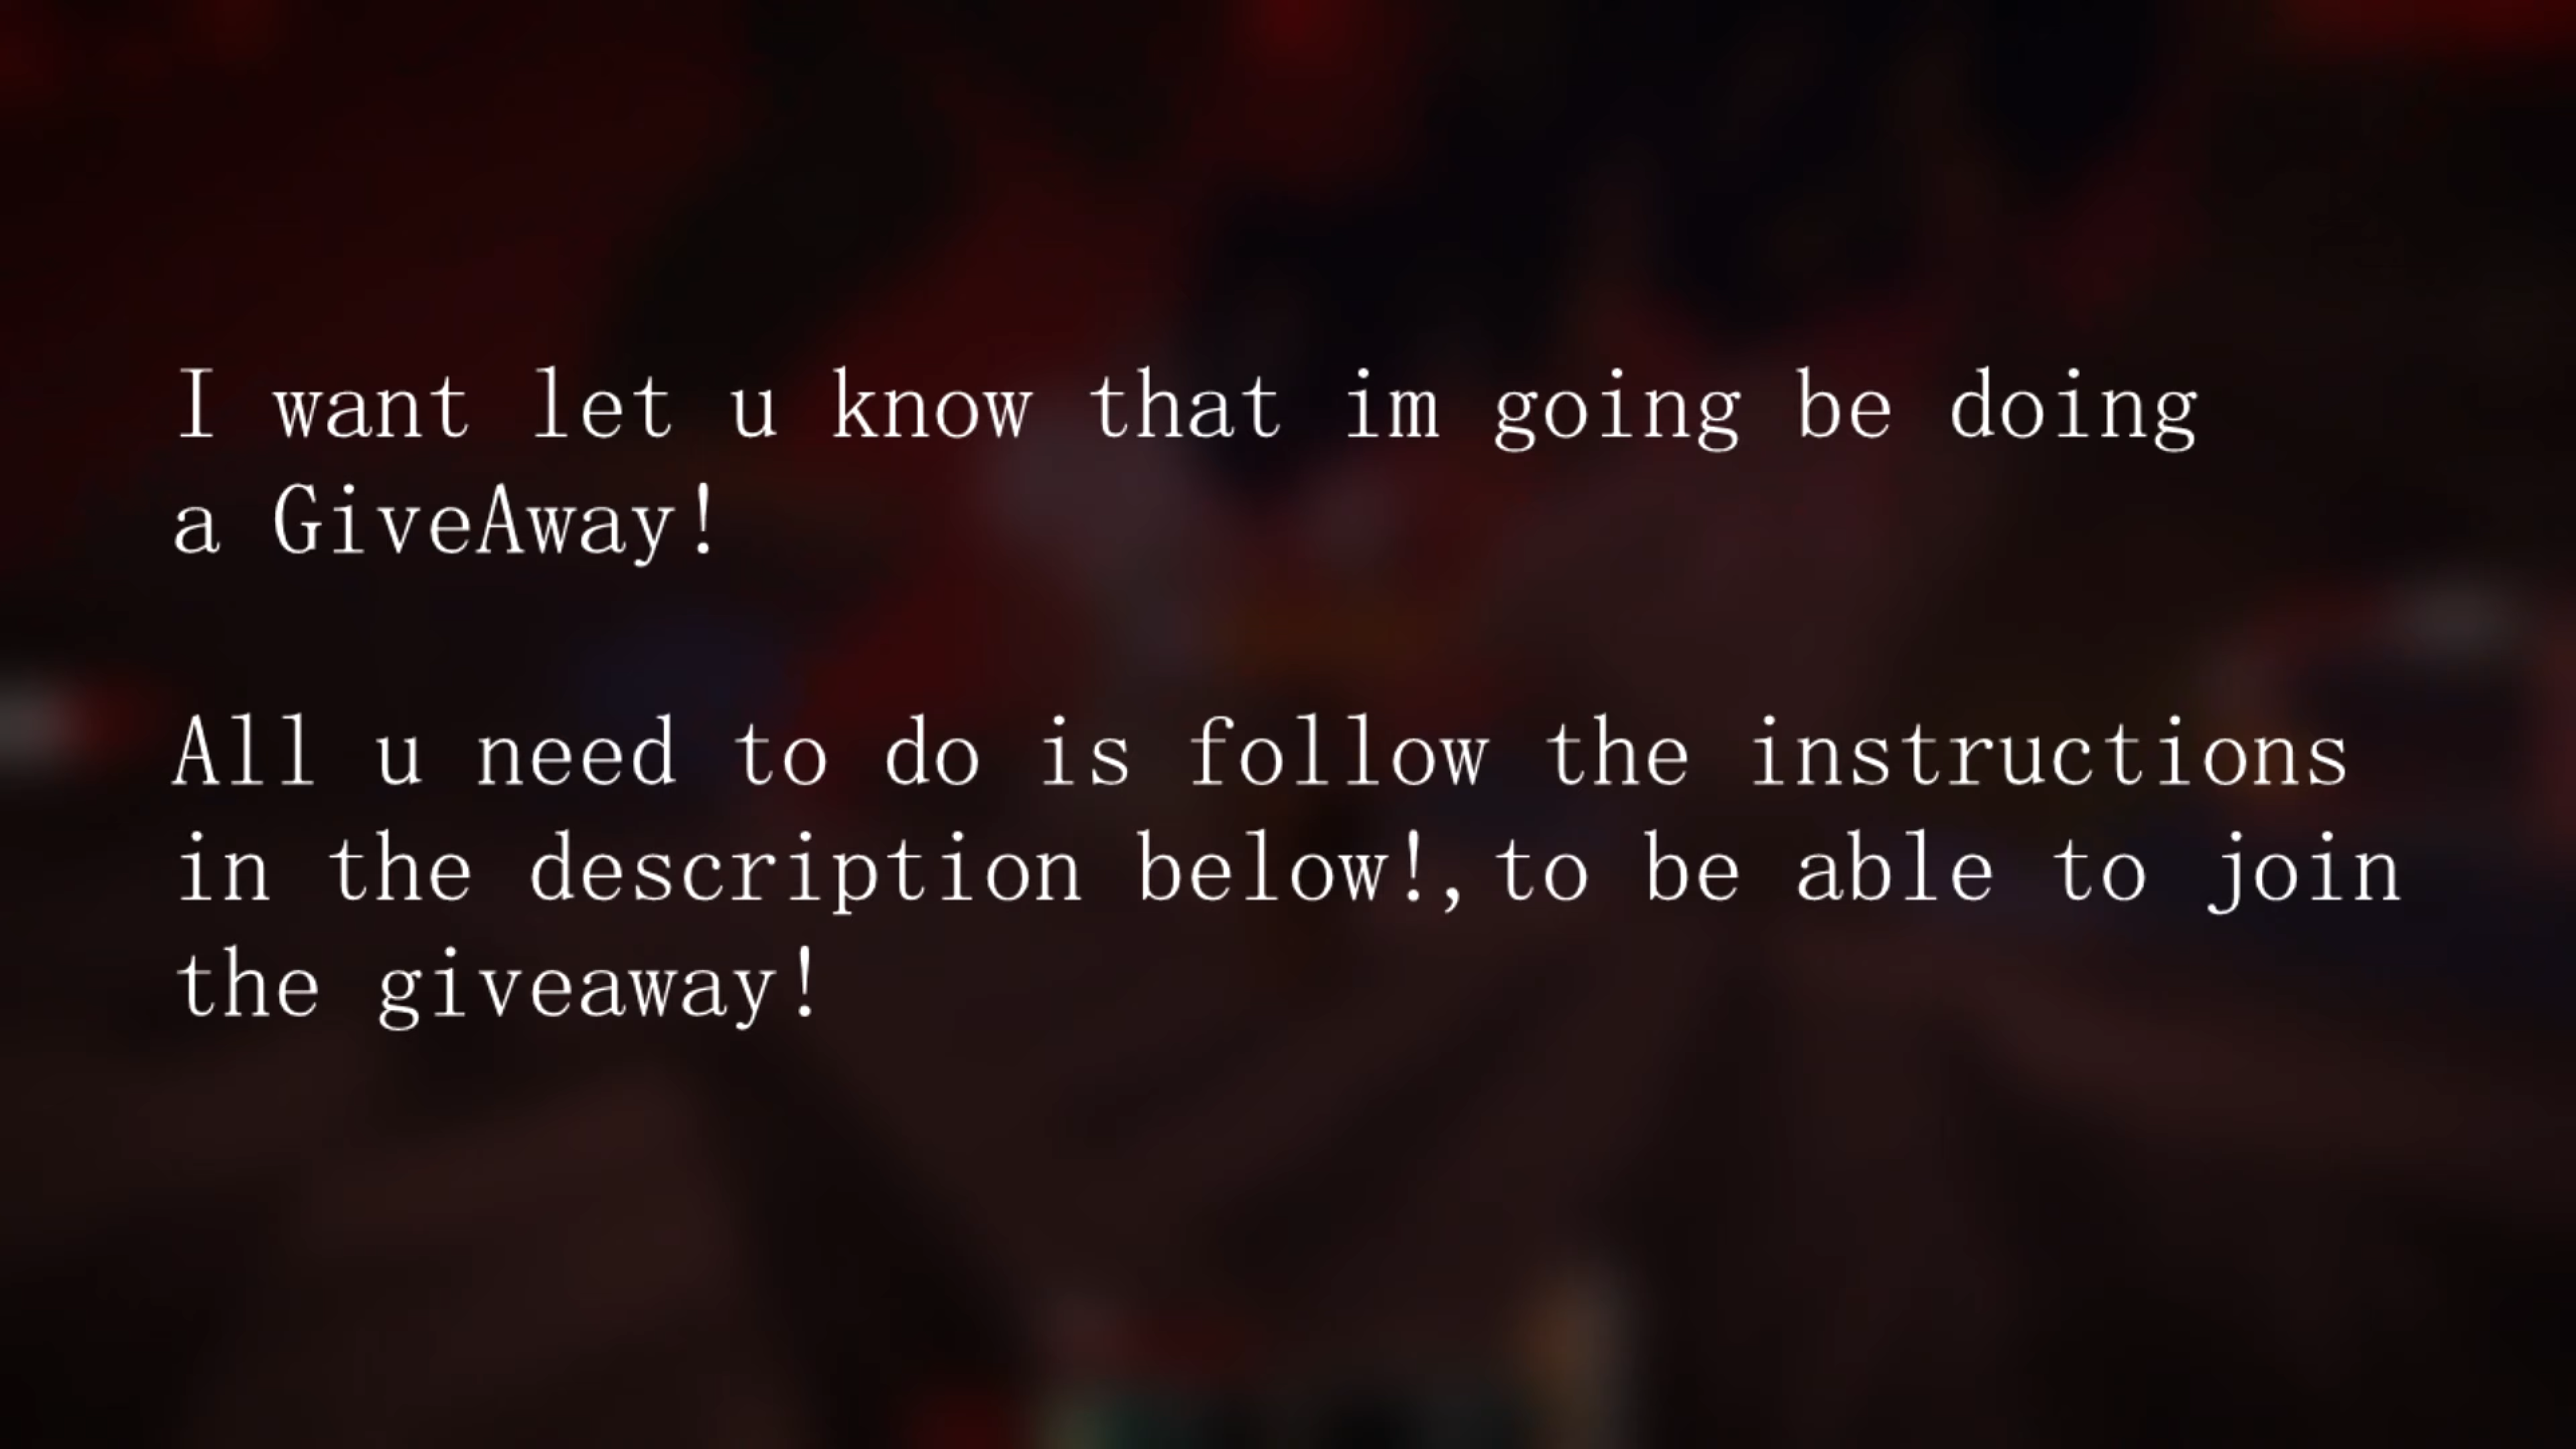 I want let u know that im going be doing
a GiveAway!
All u need to do is follow the instructions
in the description below!,to be able to join
the giveaway!